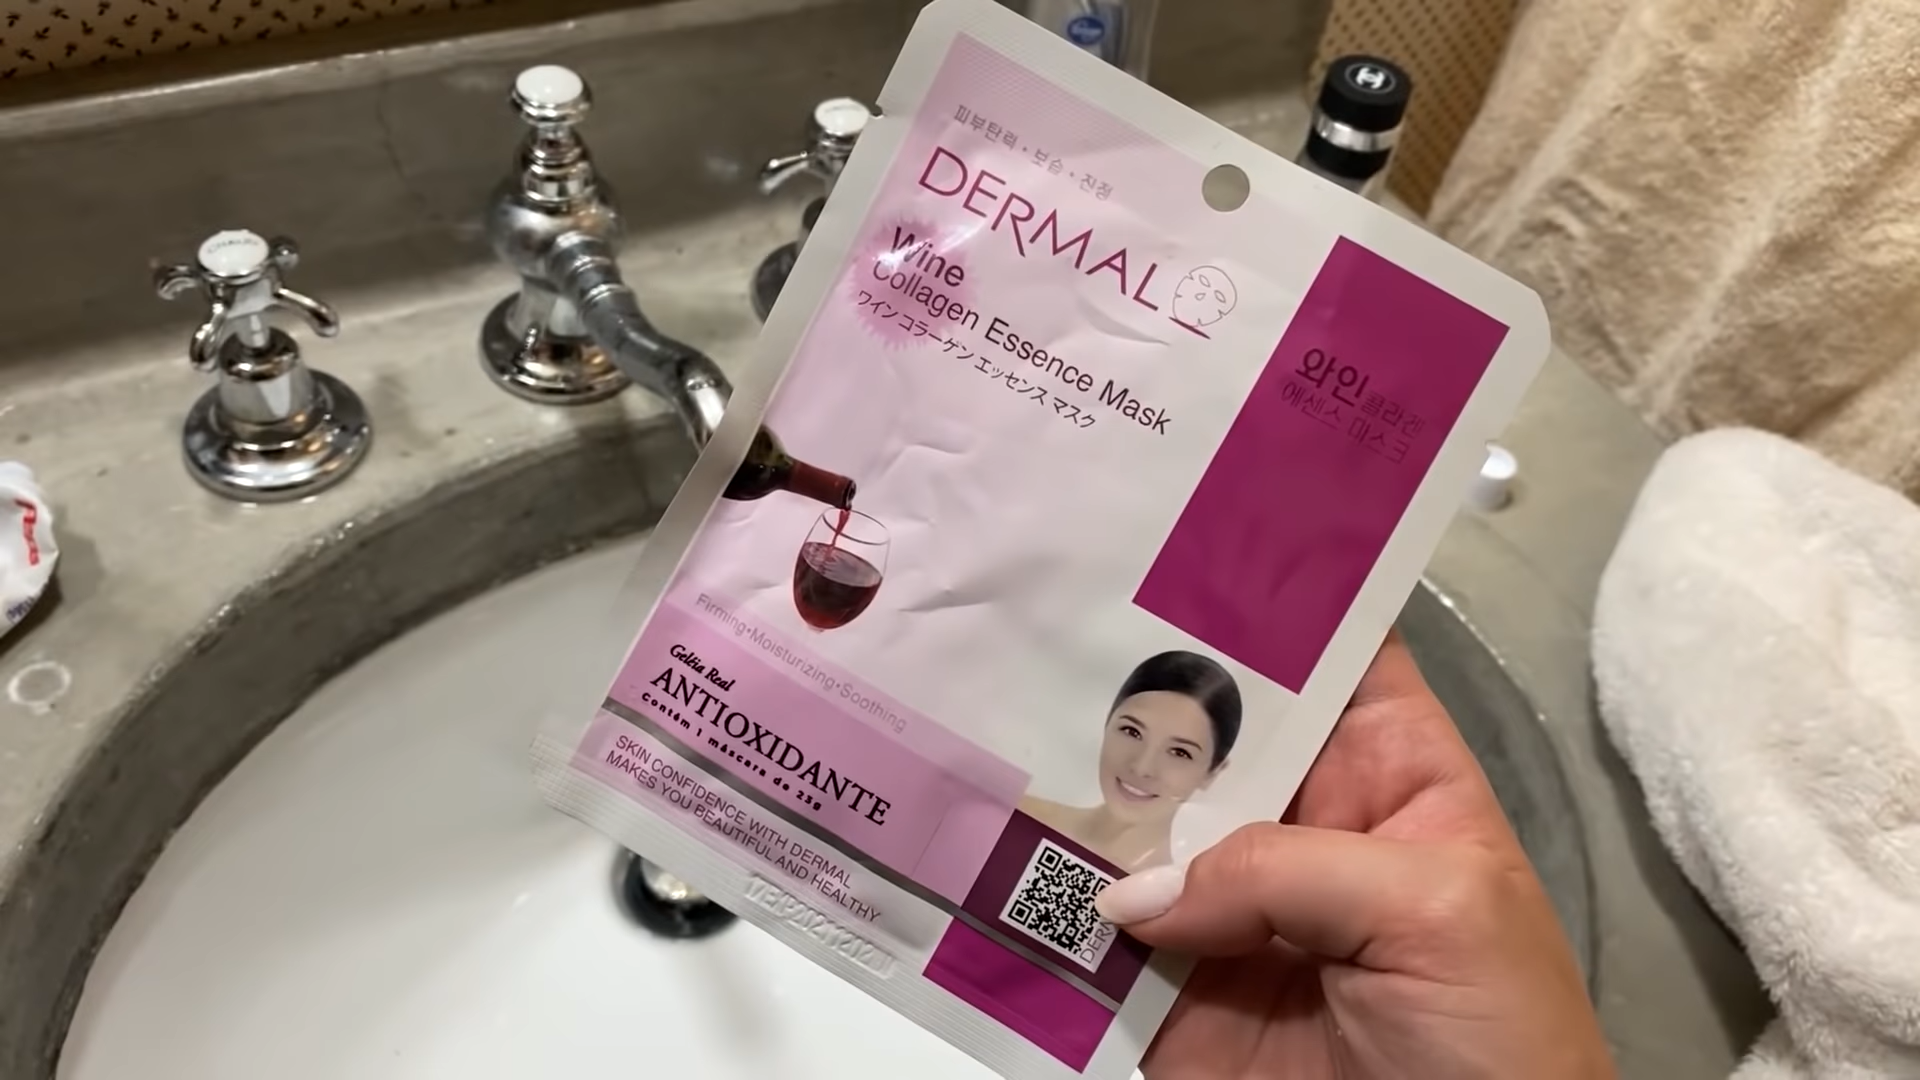 피부탄력 • 보습 • 진정
DERMAL
Wine
Collagen Essence Mask
ワイン コラーゲン エッセンス マスク
와인콜라겐
에센스 마스크
Firming•Moisturizing•Soothing
Geléia Real
ANTIOXIDANTE
Contém 1 máscara de 23g
SKIN CONFIDENCE WITH DERMAL
MAKES YOU BEAUTIFUL AND HEALTHY